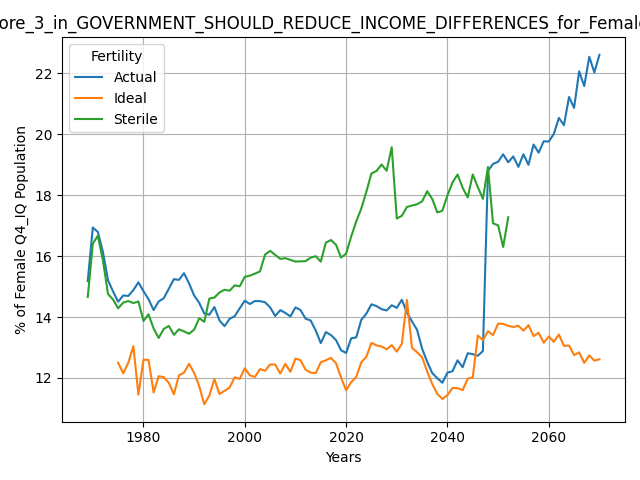 ore_3_in_GOVERNMENT_SHOULD_REDUCE_INCOME_DIFFERENCES_for_Female
Fertility
Actual
Ideal
Sterile
% of Female Q4_IQ Population
22
20
18
16
14
12
1980
2000
2020
2040
2060
Years